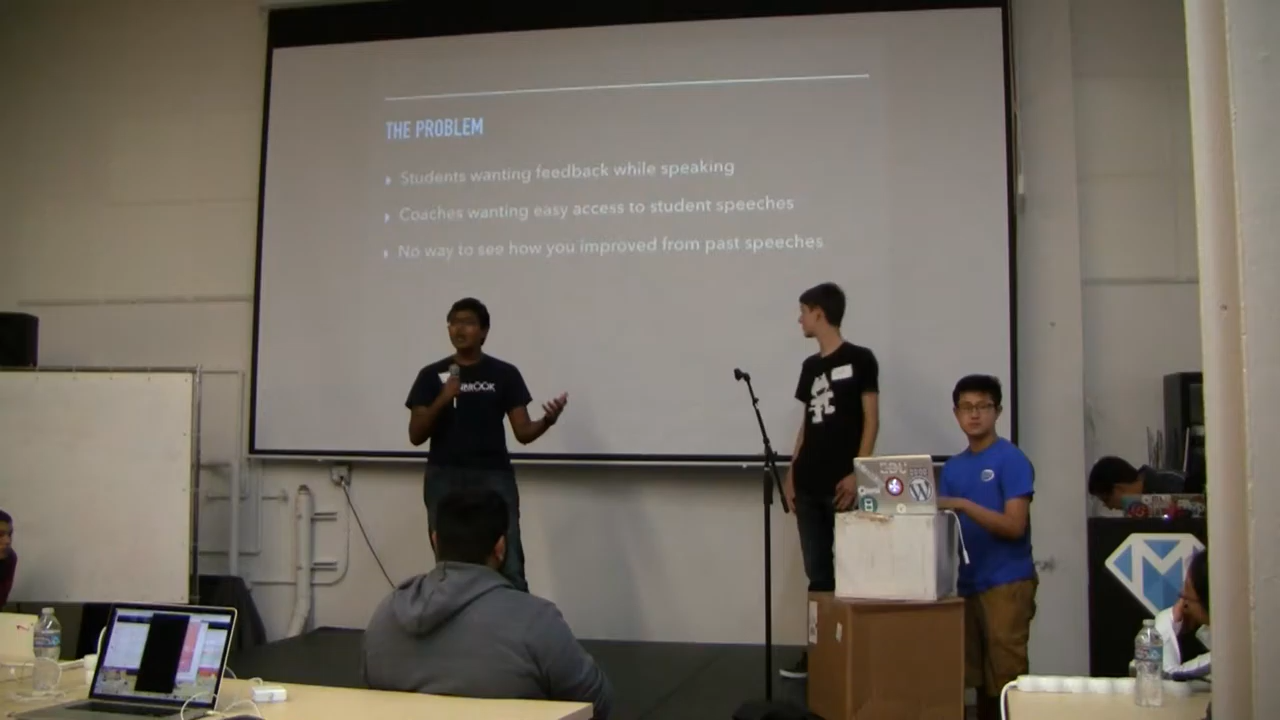 THE PROBLEM
Students wanting feedback while speaking
Coaches wanting easy access to student speeches
No way to see how you improved from past speeches
M